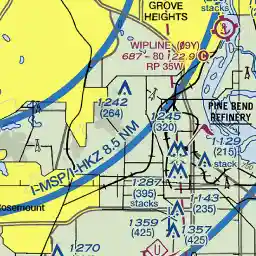 GROVE
HEIGHTS
stacks
WIPLINE (09Y)
687 - 80 22.9 C
RP 35W
1242
(264)
1245
(320)
PINE BEND
REFINERY
1129
(215)
stack
I-MSP/I-HKZ 8.5 NM
1287
(395)
stacks
1143
(235)
Rosemount
1359
(425)
1357
(425)
1270
U